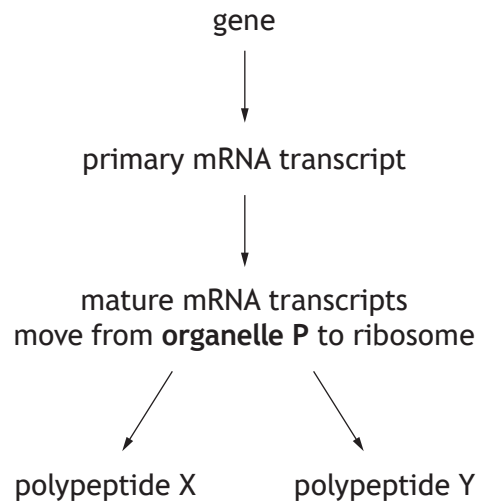 gene
primary mRNA transcript
mature mRNA transcripts
move from organelle P to ribosome
polypeptide X
polypeptide Y